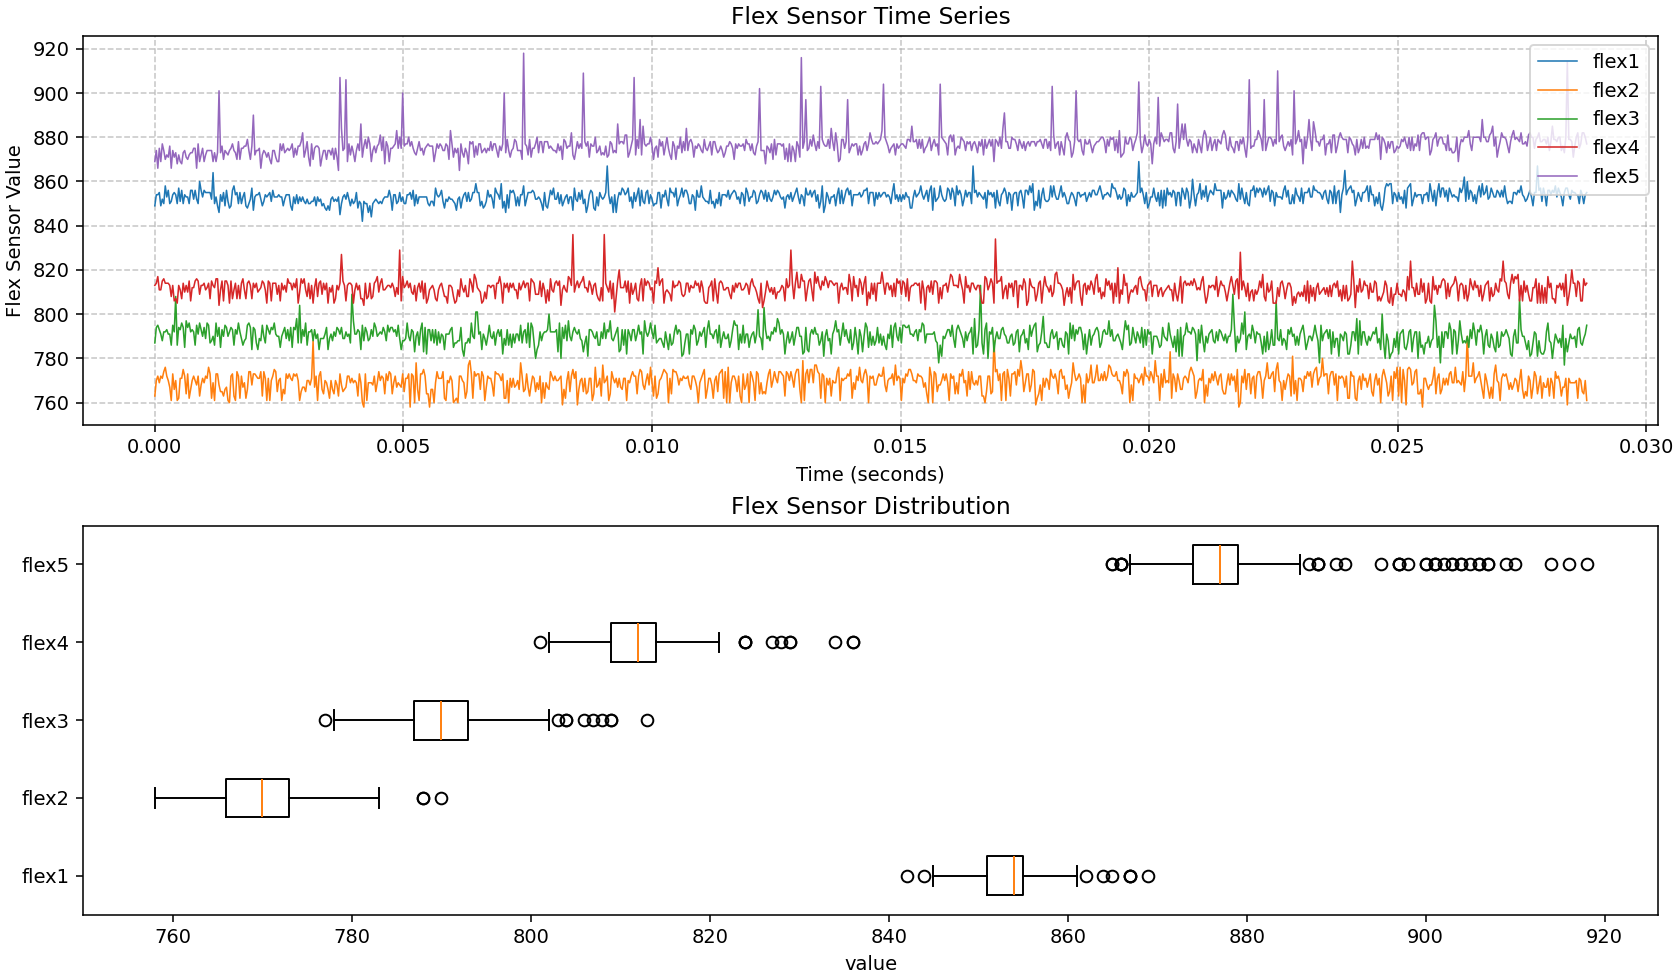 Flex Sensor Time Series
Flex Sensor Value
920
900
880
860
840
820
800
780
760
flex1
flex2
flex3
flex4
flex5
0.000 0.005 0.010 0.015 0.020 0.025 0.030
Time (seconds)
Flex Sensor Distribution
flex5
flex4
flex3
flex2
flex1
760 780 800 820 840 860 880 900 920
value